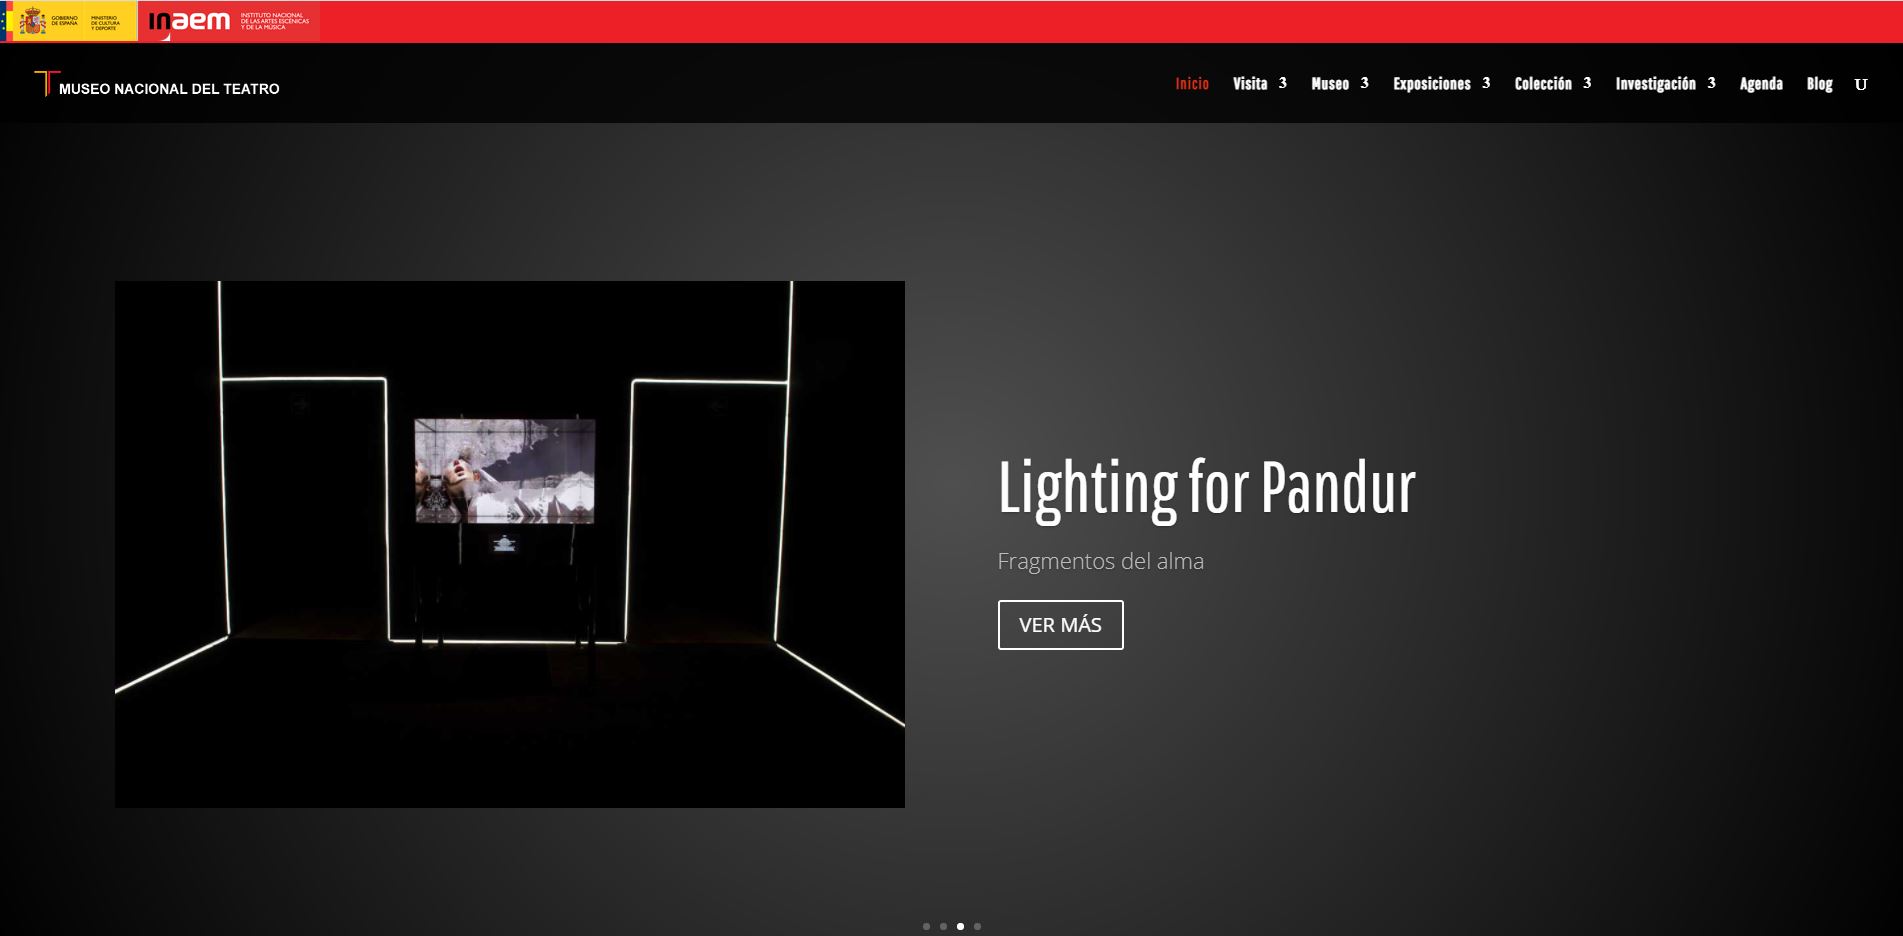 GOBIERNO
DE ESPAÑA
MINISTERIO
DE CULTURA
Y DEPORTE
inaem
INSTITUTO NACIONAL
DE LAS ARTES ESCÉNICAS
Y DE LA MÚSICA
MUSEO NACIONAL DEL TEATRO
Inicio Visita 3 Museo 3 Exposiciones 3 Colección 3 Investigación 3 Agenda Blog U
Lighting for Pandur
Fragmentos del alma
VER MÁS